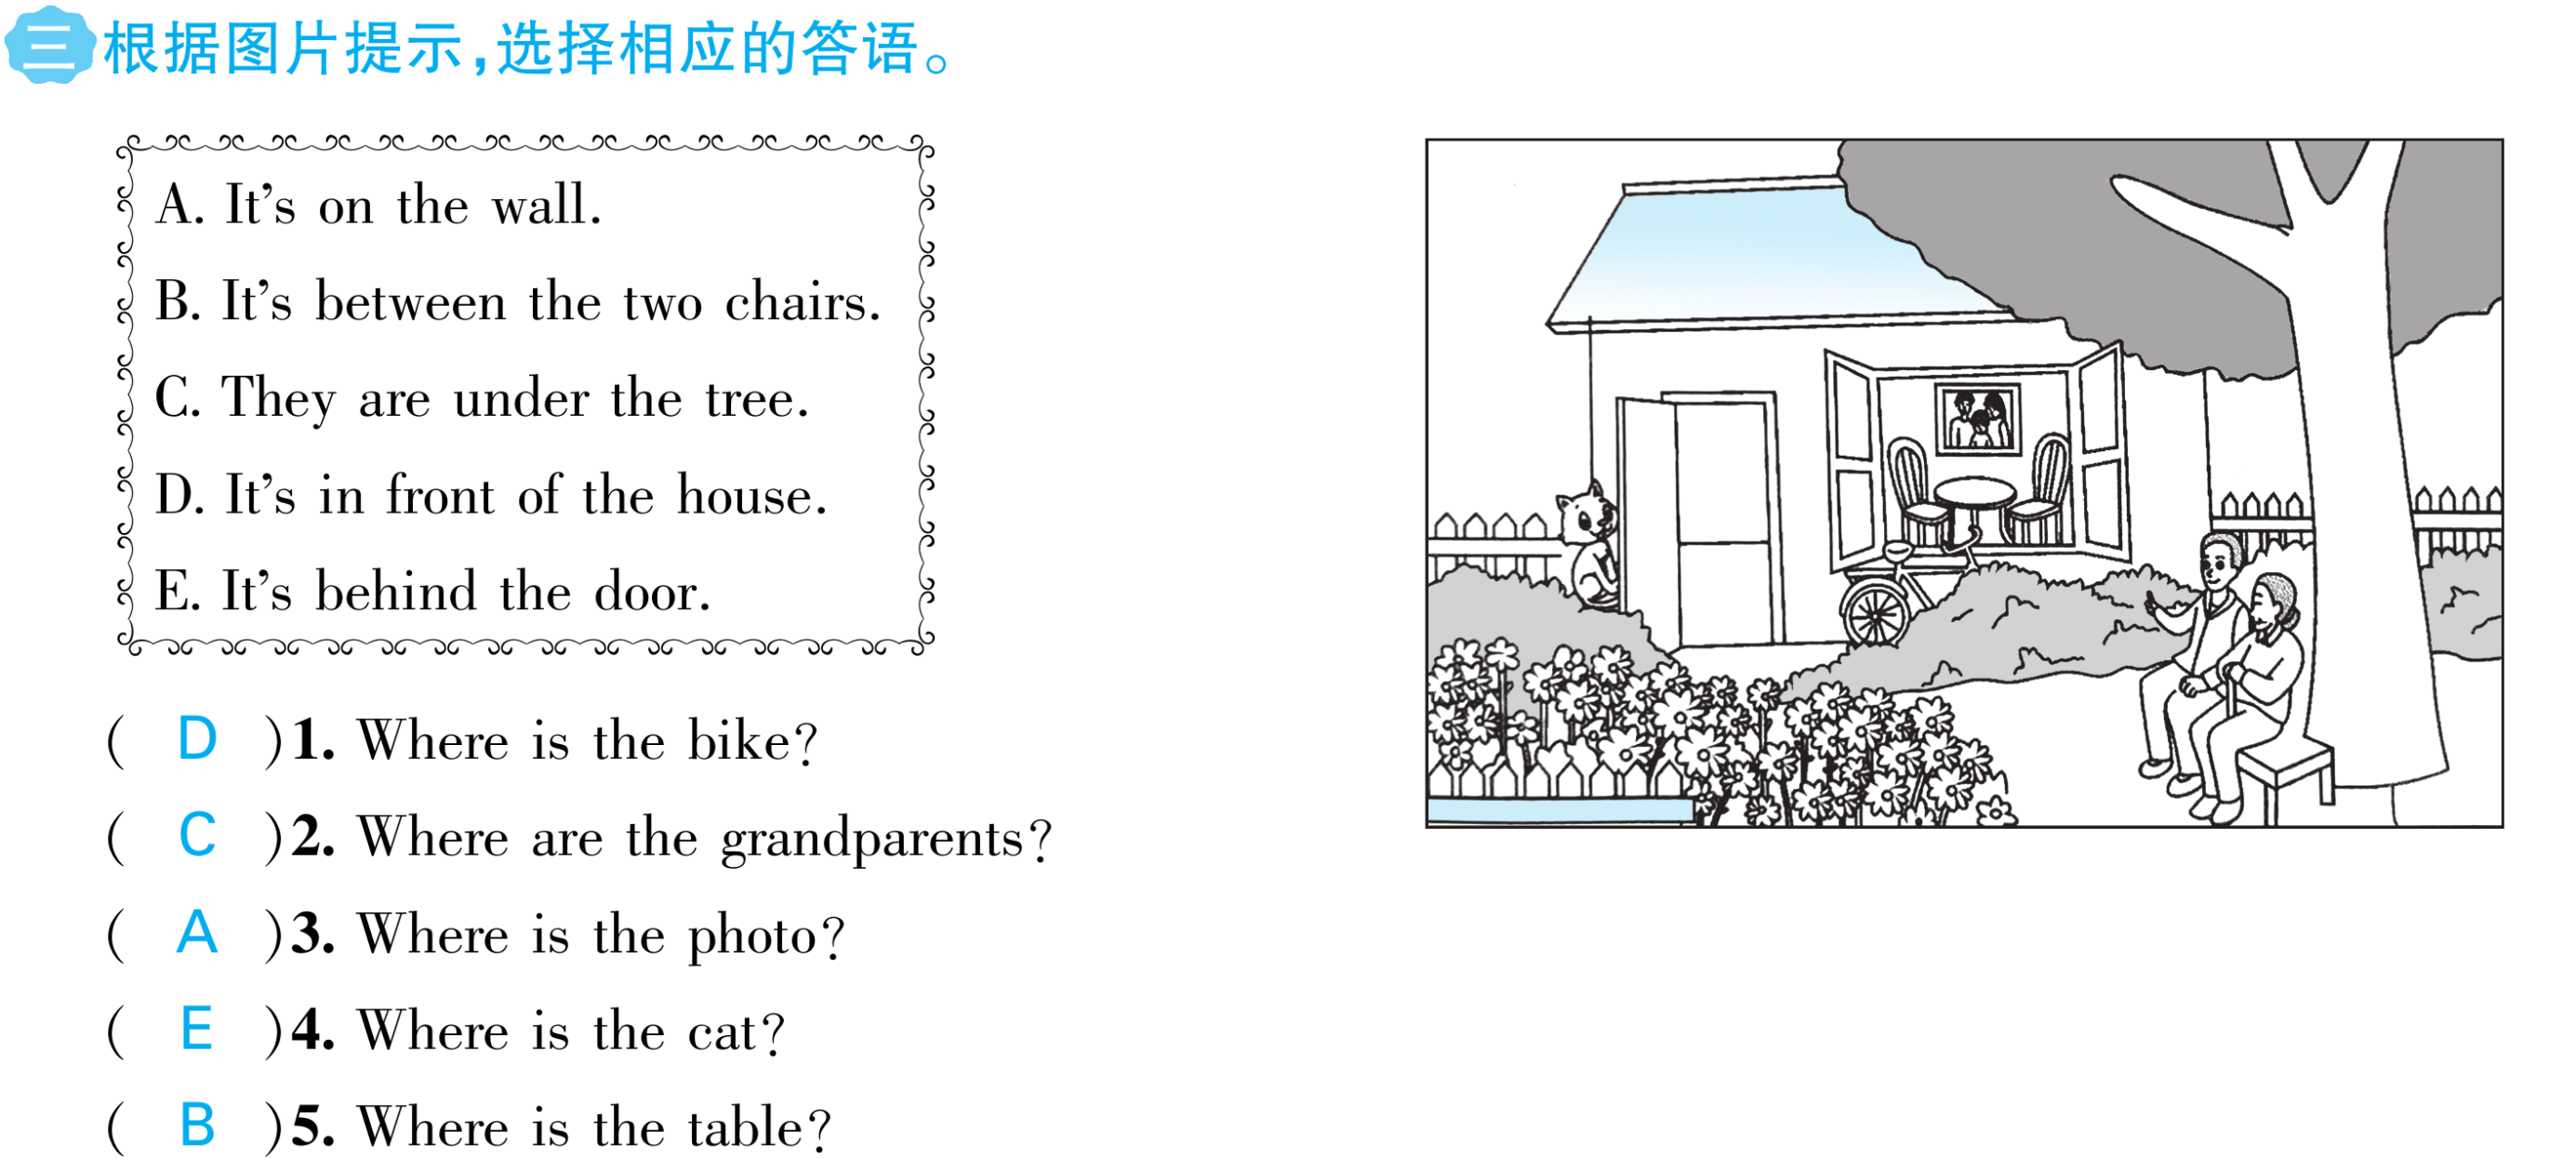 三 根据图片提示,选择相应的答语。
A. It's on the wall.
B. It's between the two chairs.
C. They are under the tree.
D. It's in front of the house.
E. It's behind the door.
( D )1. Where is the bike?
( C )2. Where are the grandparents?
( A )3. Where is the photo?
( E )4. Where is the cat?
( B )5. Where is the table?